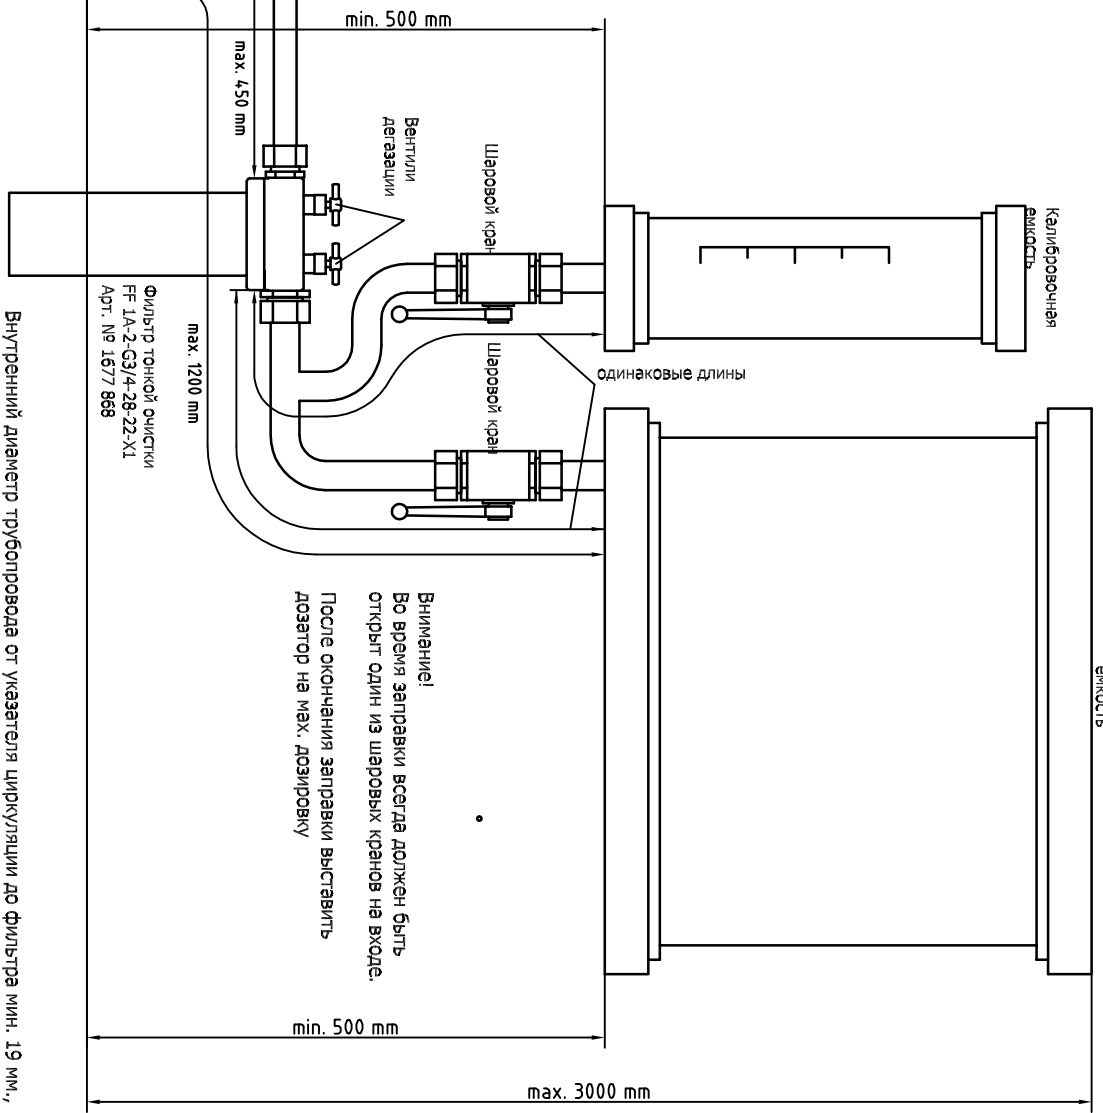 min. 500 mm
max. 450 mm
Вентили
дегазации
Шаровой кран
Калибровочная
емкость
Шаровой кран
одинаковые длины
max. 1200 mm
Фильтр тонкой очистки
FF 1A-2-G3/4-28-22-X1
Арт. № 1677 868
емкость
Внимание!
Во время заправки всегда должен быть
открыт один из шаровых кранов на входе.
После окончания заправки выставить
дозатор на мах. дозировку
Внутренний диаметр трубопровода от указателя циркуляции до фильтра мин. 19 мм.,
min. 500 mm
max. 3000 mm